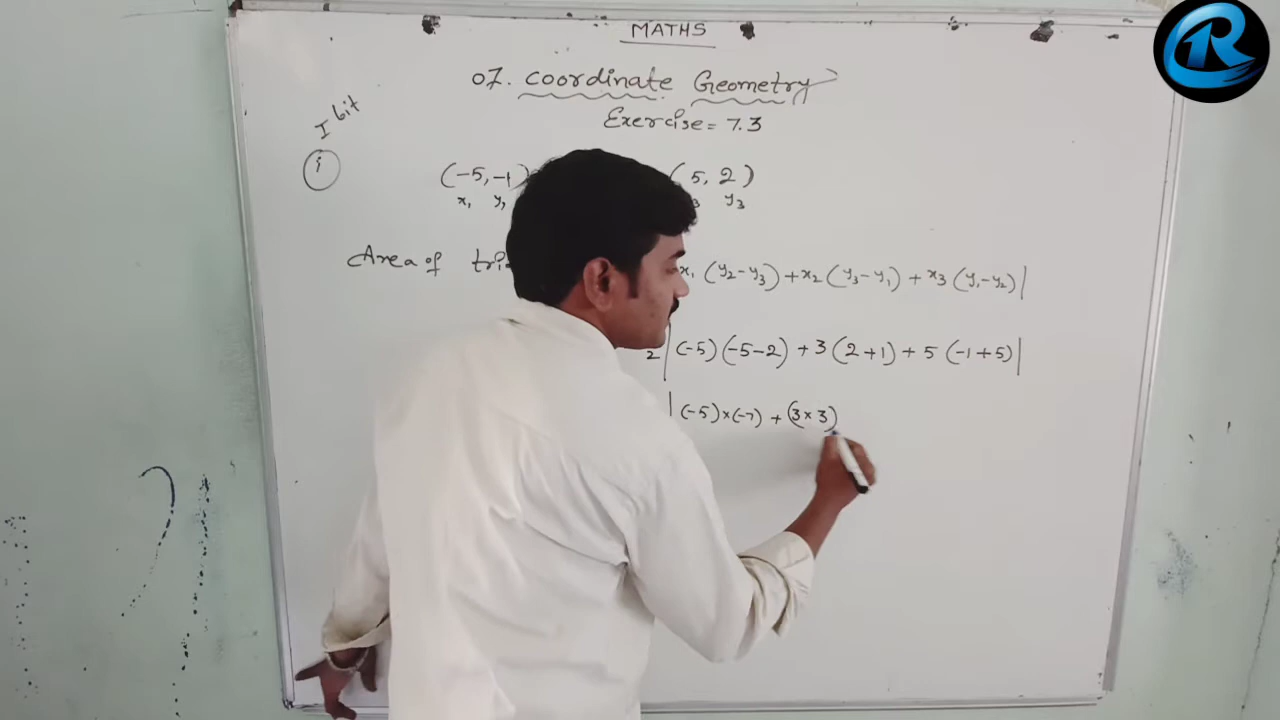 MATHS
07. Coordinate Geometry
Exercise = 7.3
I bit
i
(-5,-1) 5, 2)
x₁ y₁ 3 y₃
Area of x₁ (y₂-y₃) + x₂ (y₃-y₁) + x₃ (y₁-y₂)|
2 |(-5)(-5-2) + 3 (2+1) + 5 (-1+5)|
|(-5)×(-7) + (3×3)
R